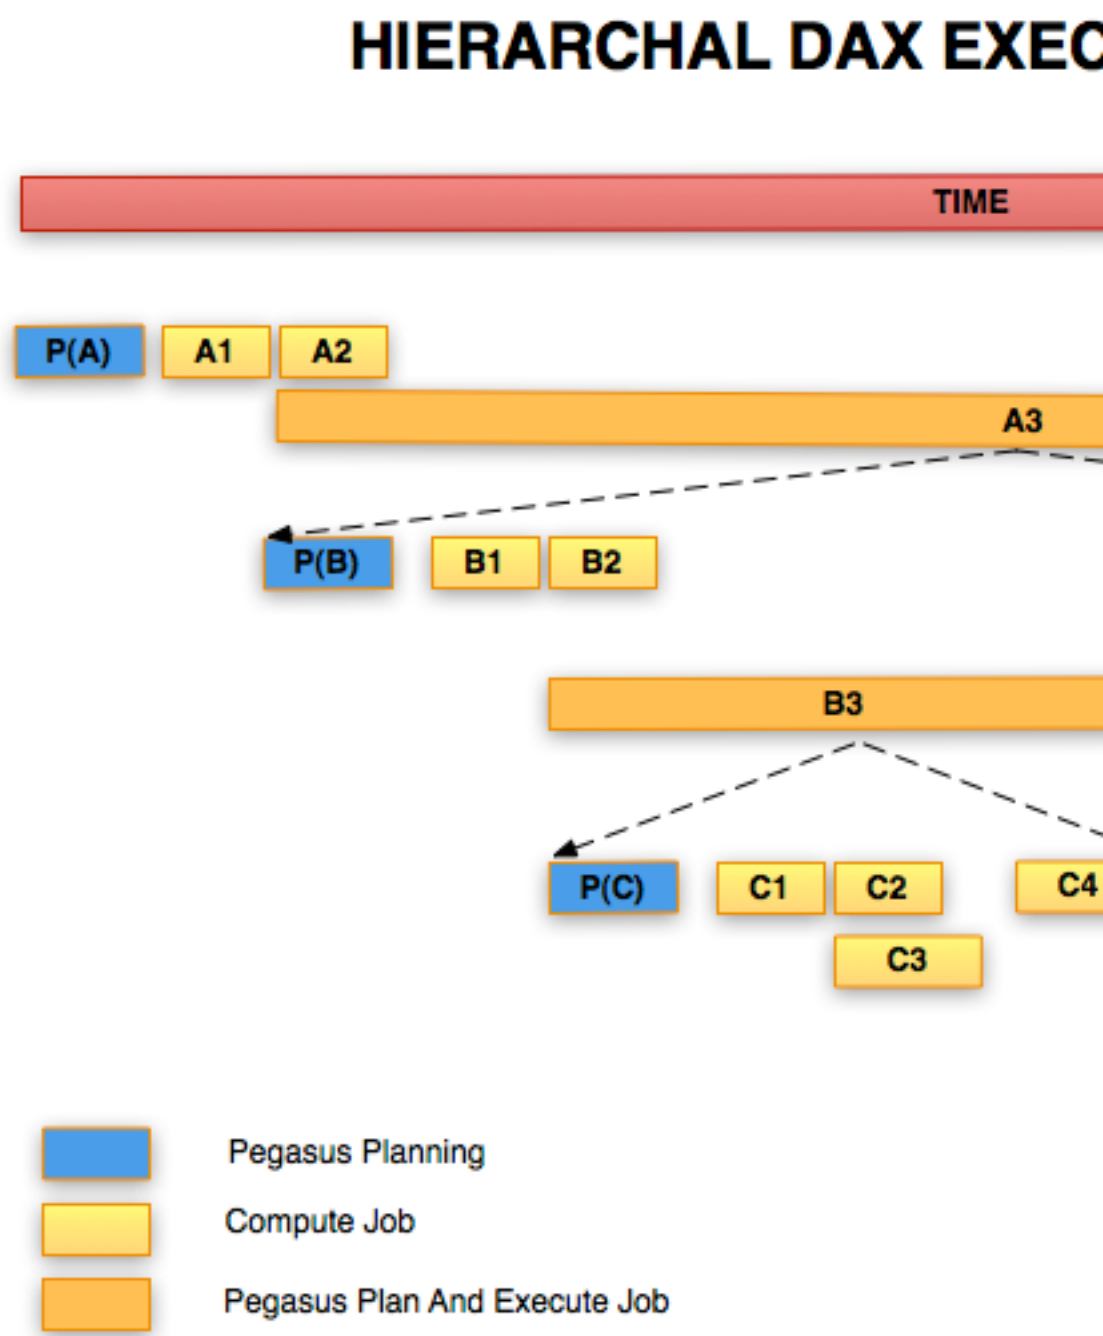 HIERARCHAL DAX EXEC
TIME
P(A) A1 A2
A3
P(B) B1 B2
B3
P(C) C1 C2 C4
C3
Pegasus Planning
Compute Job
Pegasus Plan And Execute Job